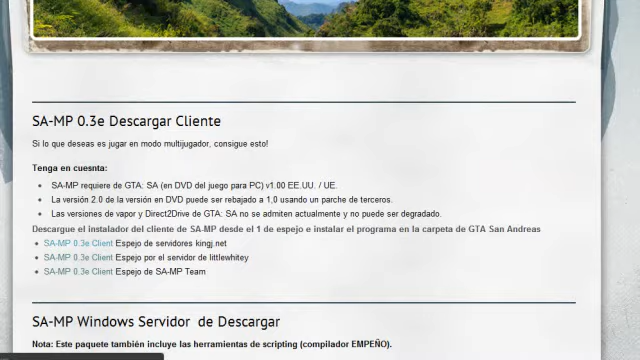 SA-MP 0.3e Descargar Cliente
Si lo que deseas es jugar en modo multijugador, consigue esto!
Tenga en cuesnta:
• SA-MP requiere de GTA: SA (en DVD del juego para PC) v1.00 EE.UU. / UE.
• La versión 2.0 de la versión en DVD puede ser rebajado a 1,0 usando un parche de terceros.
• Las versiones de vapor y Direct2Drive de GTA: SA no se admiten actualmente y no puede ser degradado.
Descargue el instalador del cliente de SA-MP desde el 1 de espejo e instalar el programa en la carpeta de GTA San Andreas
• SA-MP 0.3e Client Espejo de servidores kingj.net
• SA-MP 0.3e Client Espejo por el servidor de littlewhitey
• SA-MP 0.3e Client Espejo de SA-MP Team
SA-MP Windows Servidor de Descargar
Nota: Este paquete también incluye las herramientas de scripting (compilador EMPEÑO).